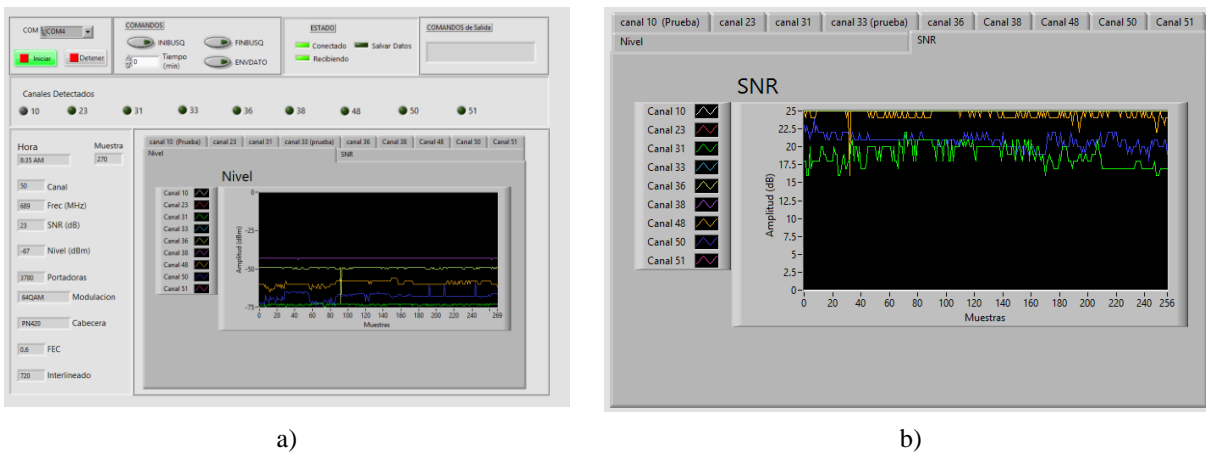 COM COM4
Iniciar Detener
COMANDOS
INIBUSQ FINBUSQ
0 Tiempo (min) ENVDATO
ESTADO
Conectado Salvar Datos
Recibiendo
COMANDOS de Salida
Canales Detectados
10 23 31 33 36 38 48 50 51
Hora Muestra
8:35 AM 270
50 Canal
689 Frec (MHz)
23 SNR (dB)
-67 Nivel (dBm)
3780 Portadoras
64QAM Modulacion
PN420 Cabecera
0.6 FEC
720 Interlineado
canal 10 (Prueba) canal 23 canal 31 canal 33 (prueba) canal 36 Canal 38 Canal 48 Canal 50 Canal 51
Nivel SNR
Nivel
Canal 10
Canal 23
Canal 31
Canal 33
Canal 36
Canal 38
Canal 48
Canal 50
Canal 51
Amplitud (dBm)
0
-25
-50
-75
0 20 40 60 80 100 120 140 160 180 200 220 240 269
Muestras
a)
canal 10 (Prueba) canal 23 canal 31 canal 33 (prueba) canal 36 Canal 38 Canal 48 Canal 50 Canal 51
Nivel SNR
SNR
Canal 10
Canal 23
Canal 31
Canal 33
Canal 36
Canal 38
Canal 48
Canal 50
Canal 51
Amplitud (dB)
25
22.5
20
17.5
15
12.5
10
7.5
5
2.5
0
0 20 40 60 80 100 120 140 160 180 200 220 240 256
Muestras
b)